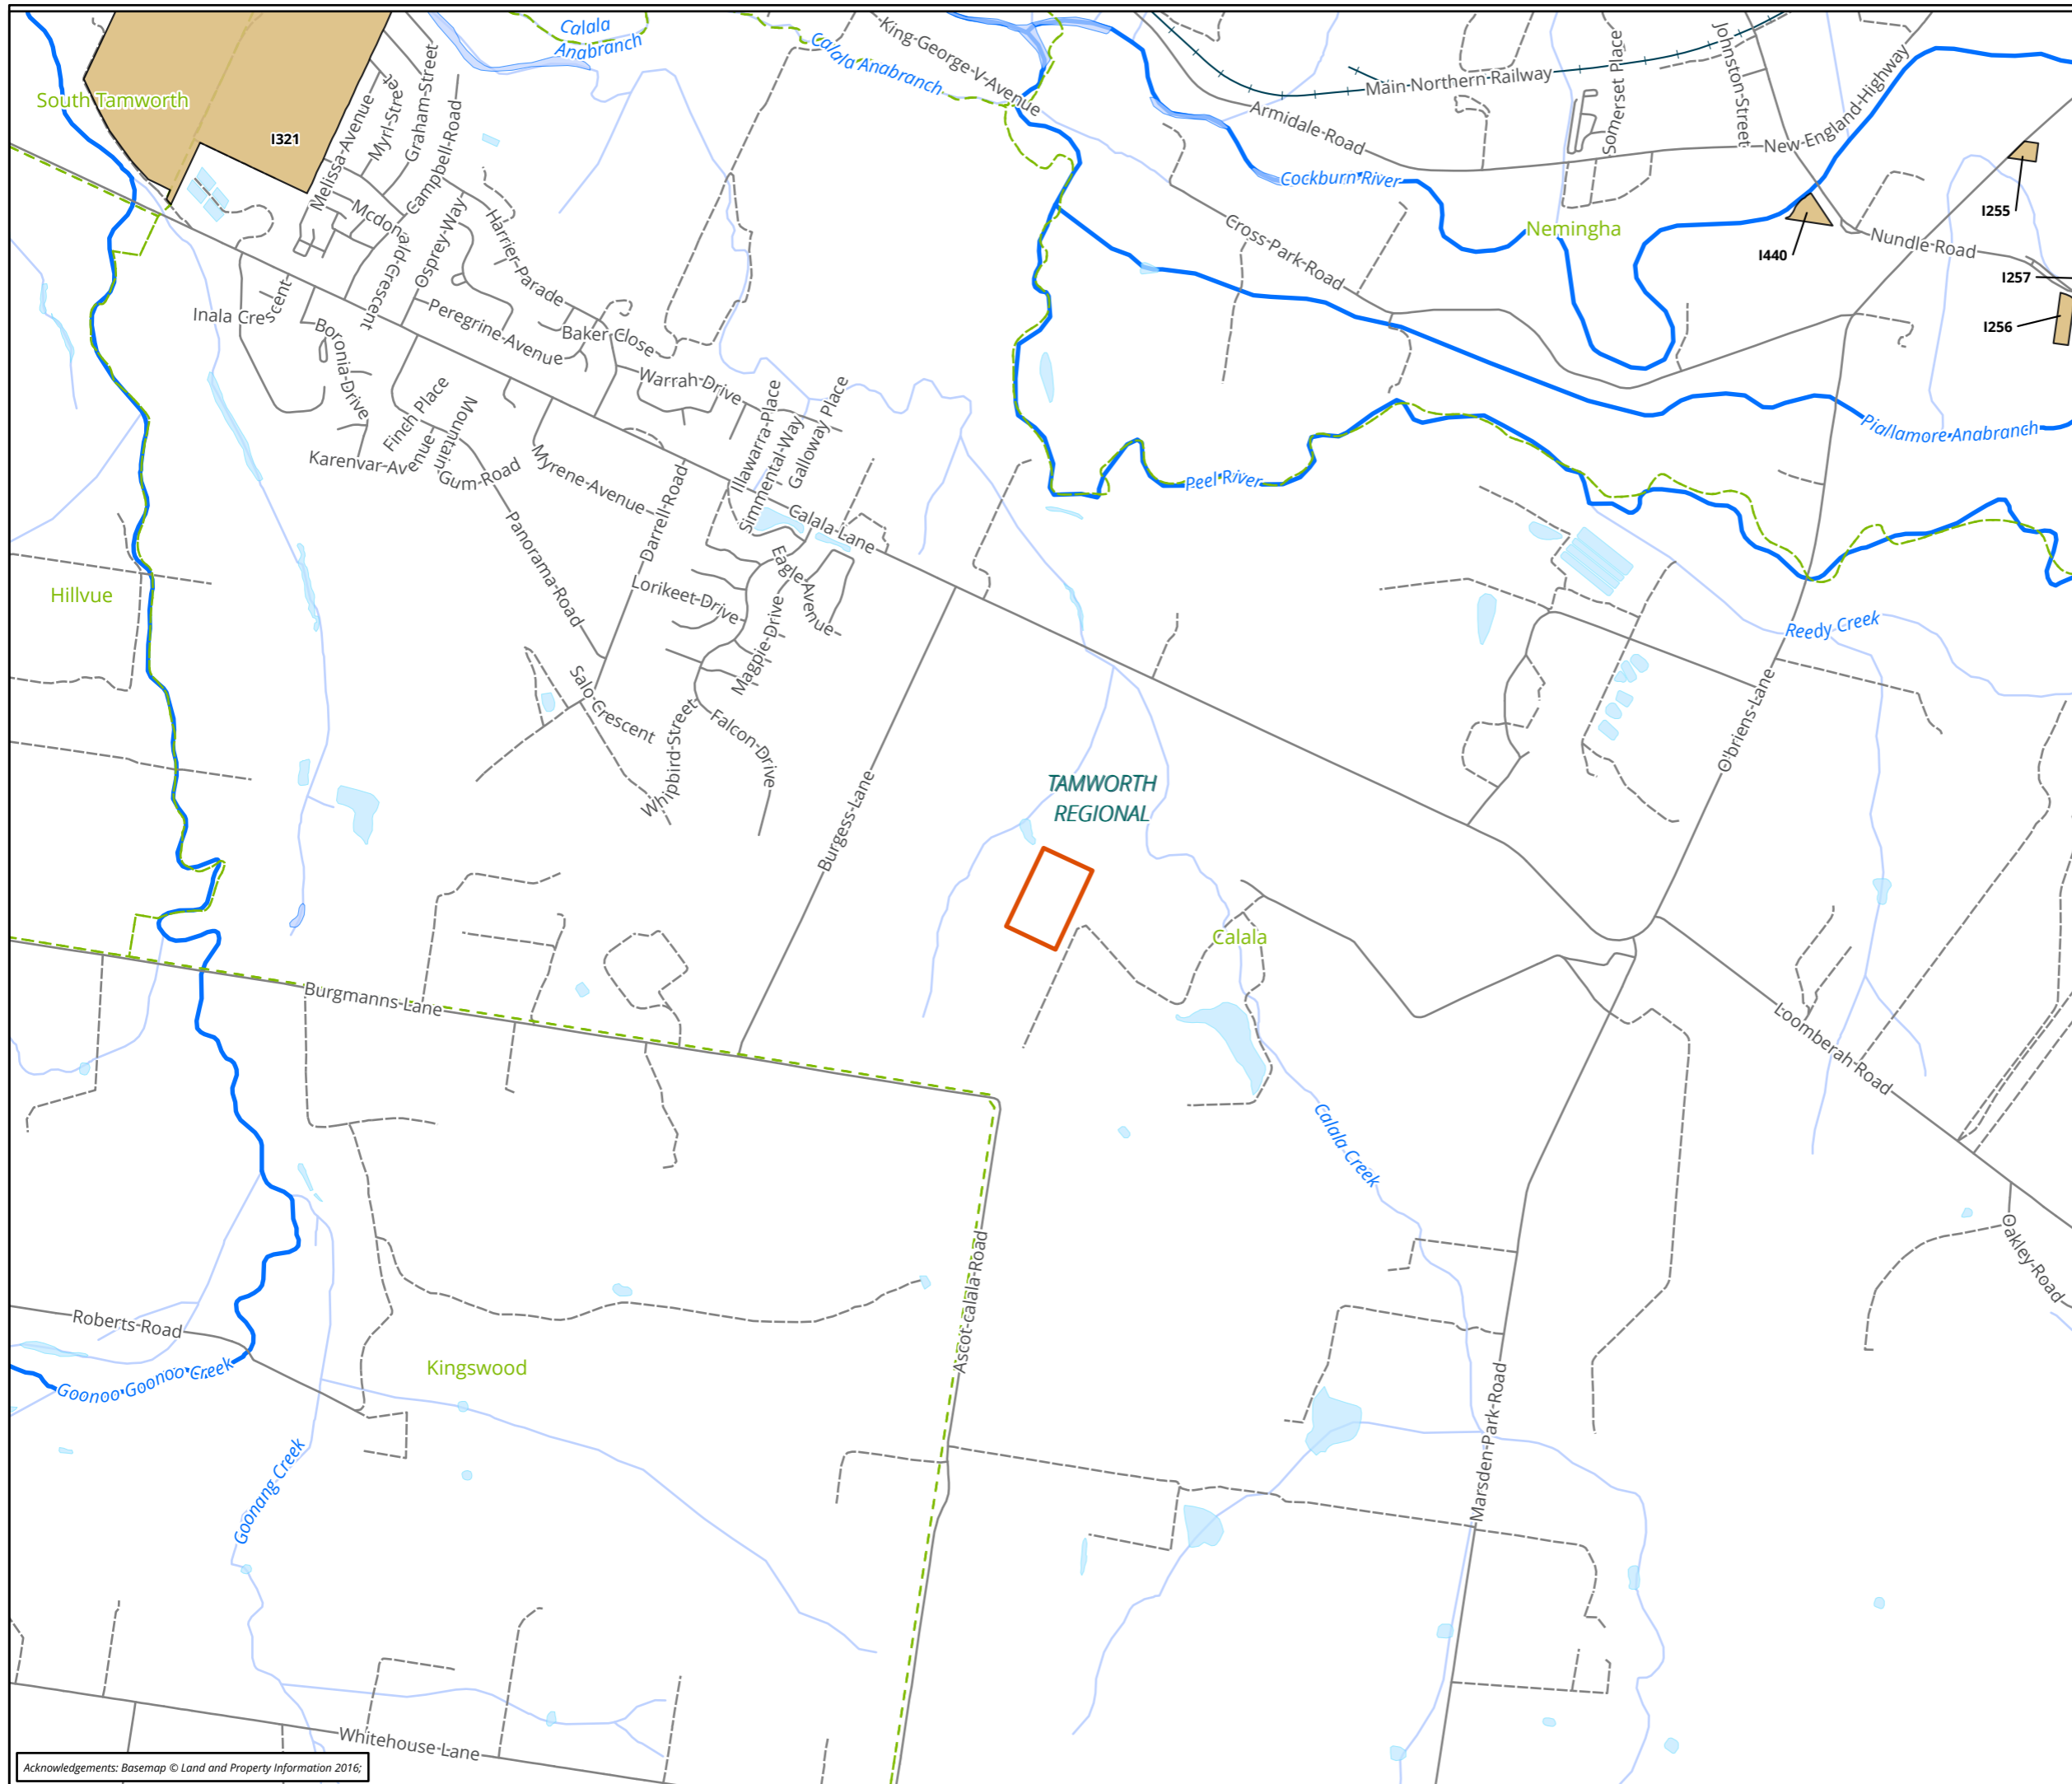 Calala
Anabranch
King George V Avenue
Calala Anabranch
South Tamworth
I321
Melissa Avenue
Myrl Street
Graham Street
Campbell Road
Main Northern Railway
Armidale Road
Somerset Place
Johnston Street
New England Highway
Cockburn River
Nemingha
I255
I440
Nundle Road
I257
I256
Mcdonald Crescent
Osprey Way
Harrier Parade
Cross Park Road
Inala Crescent
Boronia Drive
Peregrine Avenue
Baker Close
Warrah Drive
Illawarra Place
Simmental Way
Galloway Place
Finch Place
Mountain Gum Road
Karenvar Avenue
Myrene Avenue
Darrell Road
Calala Lane
Peel River
Piallamore Anabranch
Panorama Road
Eagle Avenue
Lorikeet Drive
Magpie Drive
Hillvue
Reedy Creek
Salo Crescent
Whipbird Street
Falcon Drive
O'briens Lane
Burgess Lane
TAMWORTH
REGIONAL
Calala
Burgmanns Lane
Loomberah Road
Calala Creek
Ascot-calala Road
Oakley Road
Roberts Road
Goonoo Goonoo Creek
Kingswood
Marsden Park Road
Goonang Creek
Whitehouse Lane
Acknowledgements: Basemap © Land and Property Information 2016;